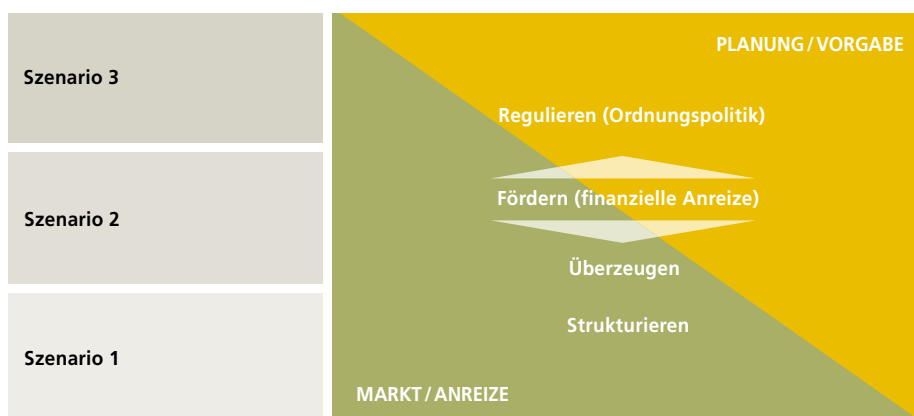 PLANUNG / VORGABE
Szenario 3
Regulieren (Ordnungspolitik)
Fördern (finanzielle Anreize)
Szenario 2
Überzeugen
Strukturieren
Szenario 1
MARKT / ANREIZE